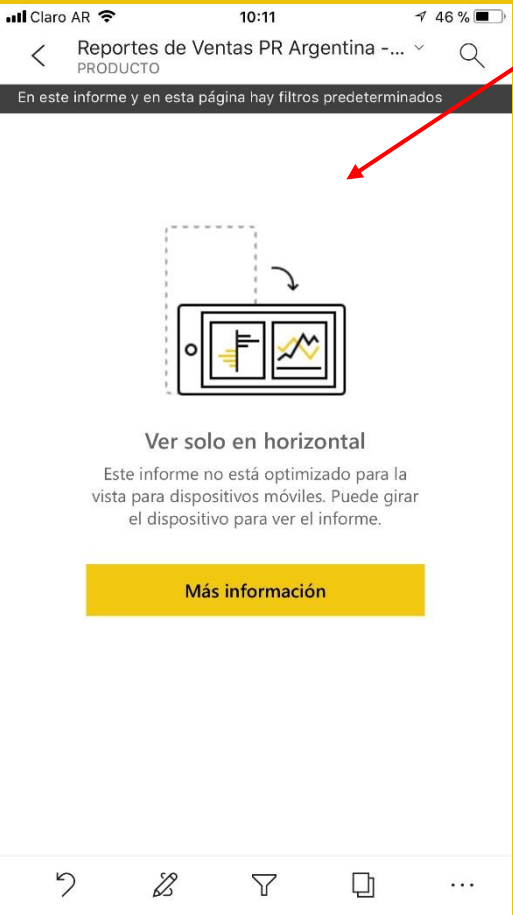 Claro AR 10:11 46 %
Reportes de Ventas PR Argentina -...
PRODUCTO
En este informe y en esta página hay filtros predeterminados
Ver solo en horizontal
Este informe no está optimizado para la
vista para dispositivos móviles. Puede girar
el dispositivo para ver el informe.
Más información